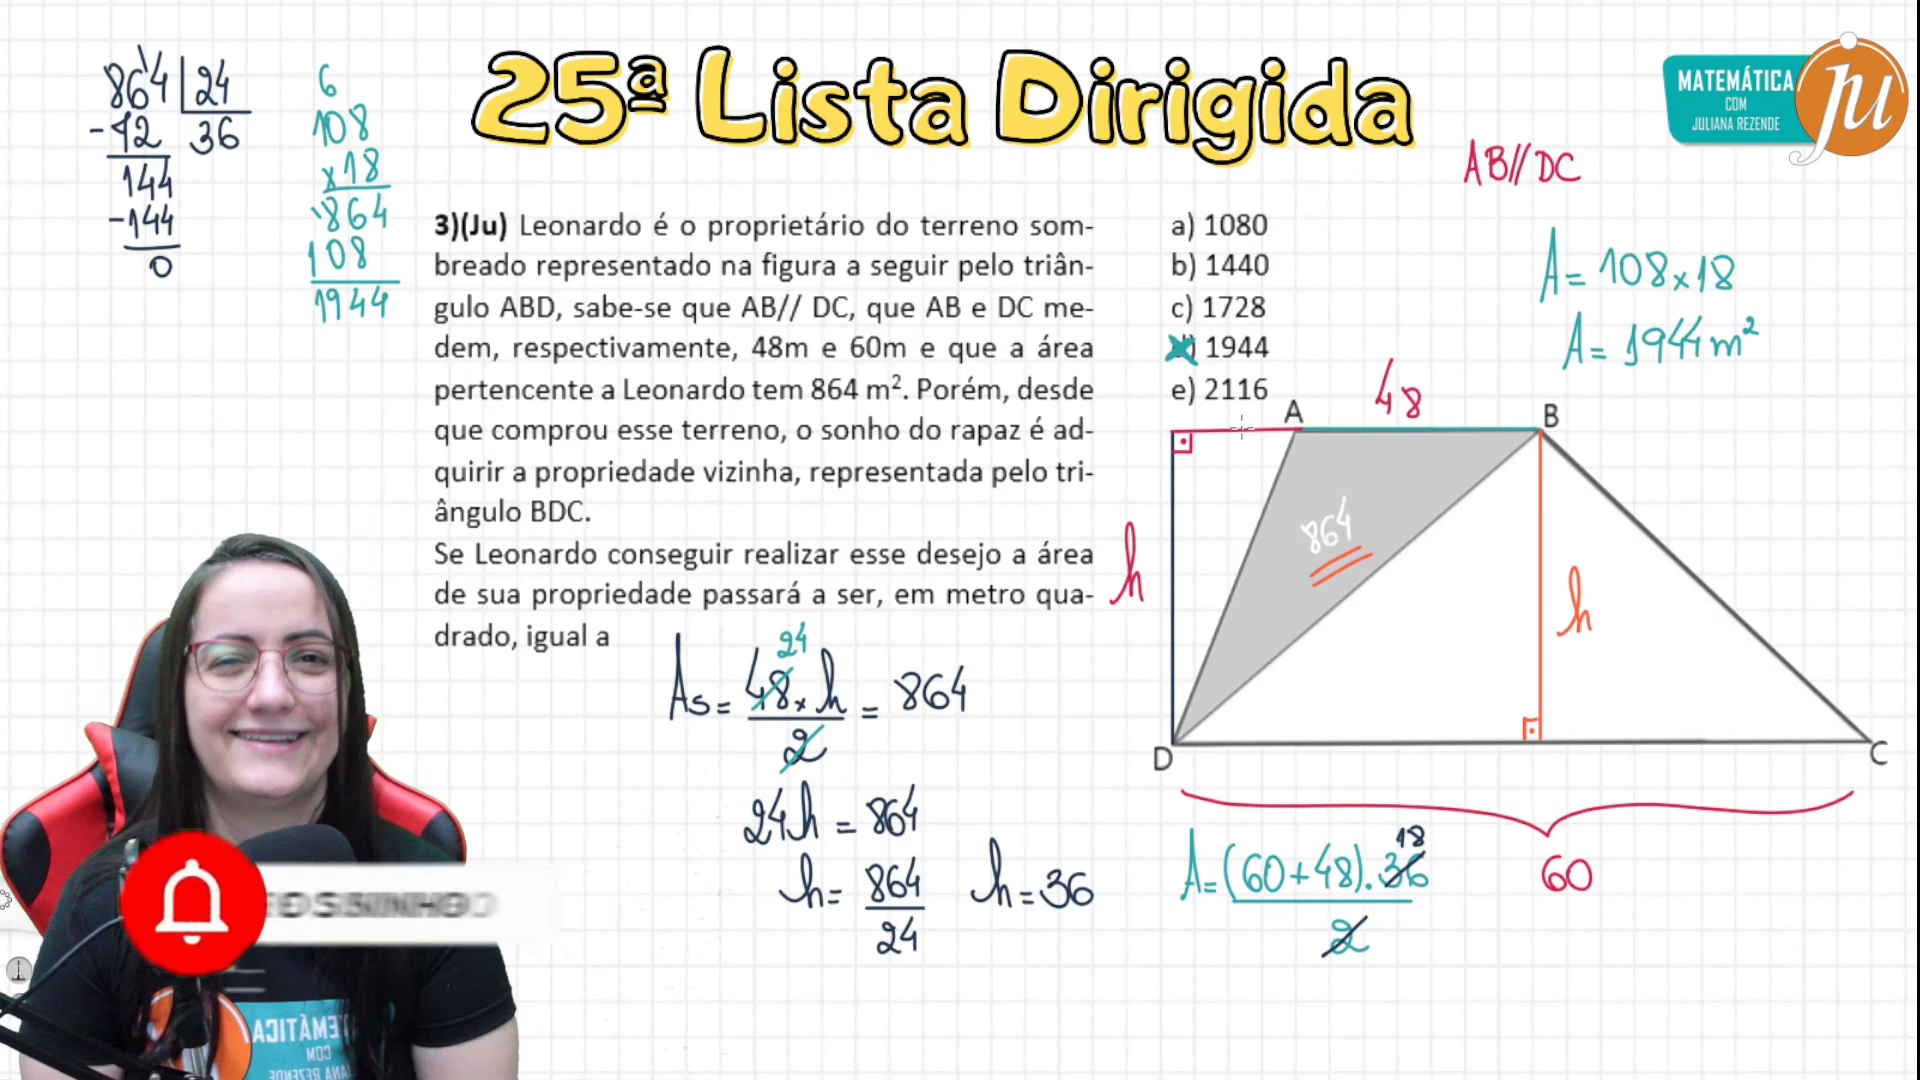 25ª Lista Dirigida
MATEMÁTICA
COM
JULIANA REZENDE
ju
864 24
-72 36
144
-144
0
6
108
x18
864
108
1944
3)(Ju) Leonardo é o proprietário do terreno som-
breado representado na figura a seguir pelo triân-
gulo ABD, sabe-se que AB// DC, que AB e DC me-
dem, respectivamente, 48m e 60m e que a área
pertencente a Leonardo tem 864 m². Porém, desde
que comprou esse terreno, o sonho do rapaz é ad-
quirir a propriedade vizinha, representada pelo tri-
ângulo BDC.
Se Leonardo conseguir realizar esse desejo a área
de sua propriedade passará a ser, em metro qua-
drado, igual a
a) 1080
b) 1440
c) 1728
d) 1944
e) 2116
AB//DC
A = 108x18
A = 1944m²
48
A
B
864
h
h
D
C
60
24
As = 48 x h = 864
2
24h = 864
h = 864 h = 36
24
18
A = (60+48).36
2
MATEMÁTICA
COM
JULIANA REZENDE